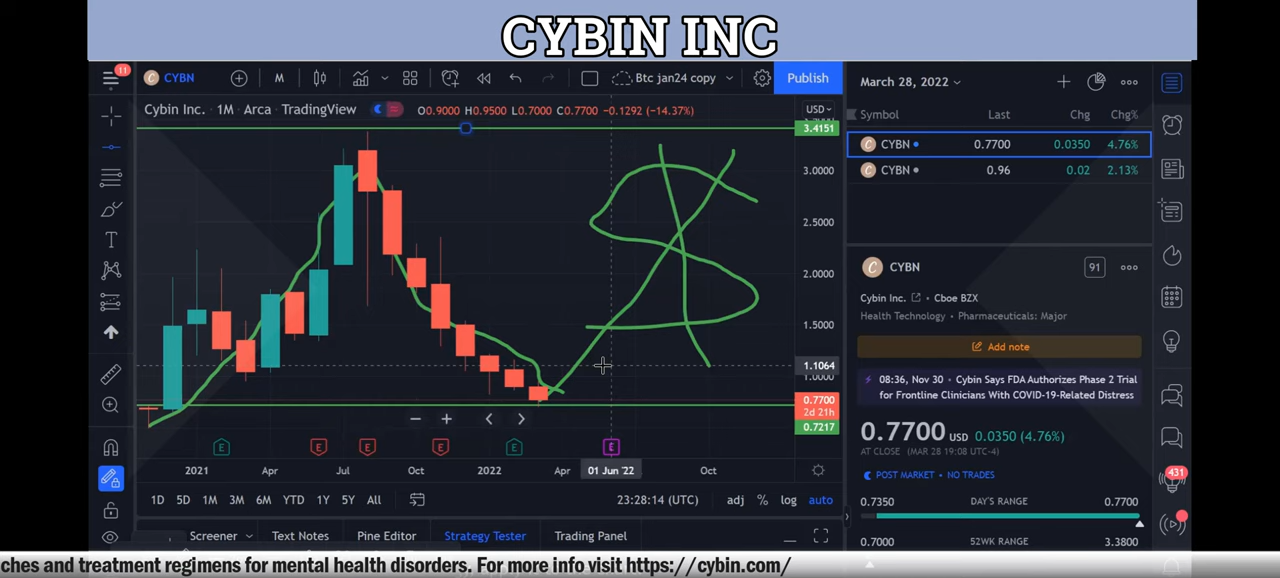 CYBIN INC
11
CYBN
M
Btc jan24 copy
Publish
March 28, 2022
Cybin Inc. · 1M · Arca · TradingView
O0.9000 H0.9500 L0.7000 C0.7700 −0.1292 (−14.37%)
USD
3.4151
3.0000
2.5000
2.0000
1.5000
1.1064
1.0000
0.7700
2d 21h
0.7217
Symbol Last Chg Chg%
CYBN 0.7700 0.0350 4.76%
CYBN 0.96 0.02 2.13%
CYBN
91
Cybin Inc. · Cboe BZX
Health Technology · Pharmaceuticals: Major
Add note
08:36, Nov 30 · Cybin Says FDA Authorizes Phase 2 Trial
for Frontline Clinicians With COVID-19-Related Distress
0.7700 USD 0.0350 (4.76%)
AT CLOSE (MAR 28 19:08 UTC-4)
POST MARKET · NO TRADES
0.7350 DAY'S RANGE 0.7700
0.7000 52WK RANGE 3.3800
431
$
E E E E E E
2021 Apr Jul Oct 2022 Apr 01 Jun '22 Oct
1D 5D 1M 3M 6M YTD 1Y 5Y All
23:28:14 (UTC) adj % log auto
Screener Text Notes Pine Editor Strategy Tester Trading Panel
ches and treatment regimens for mental health disorders. For more info visit https://cybin.com/